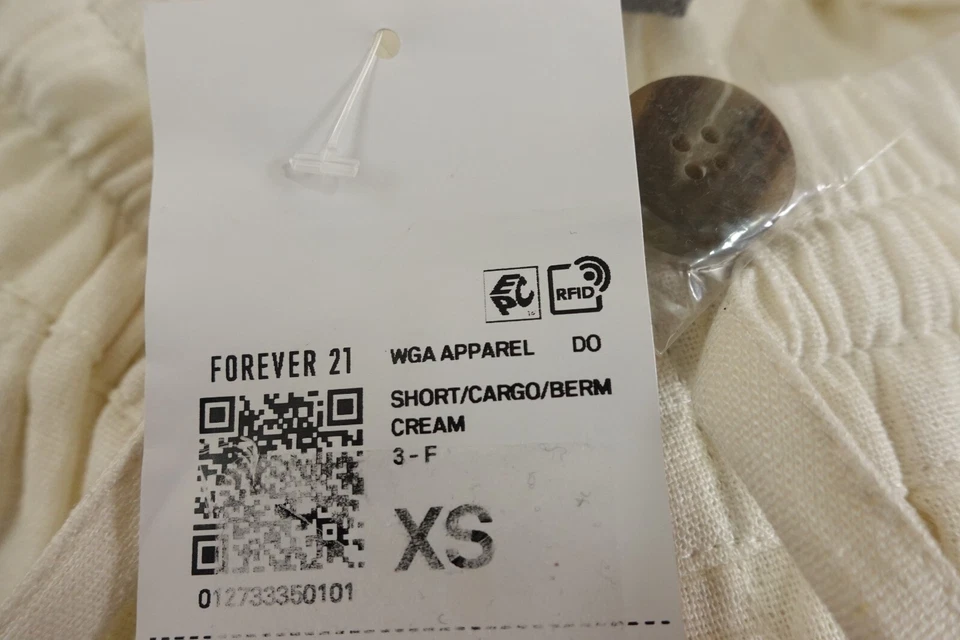 EPC
RFID
FOREVER 21
WGA APPAREL DO
SHORT/CARGO/BERM
CREAM
3-F
XS
012733350101